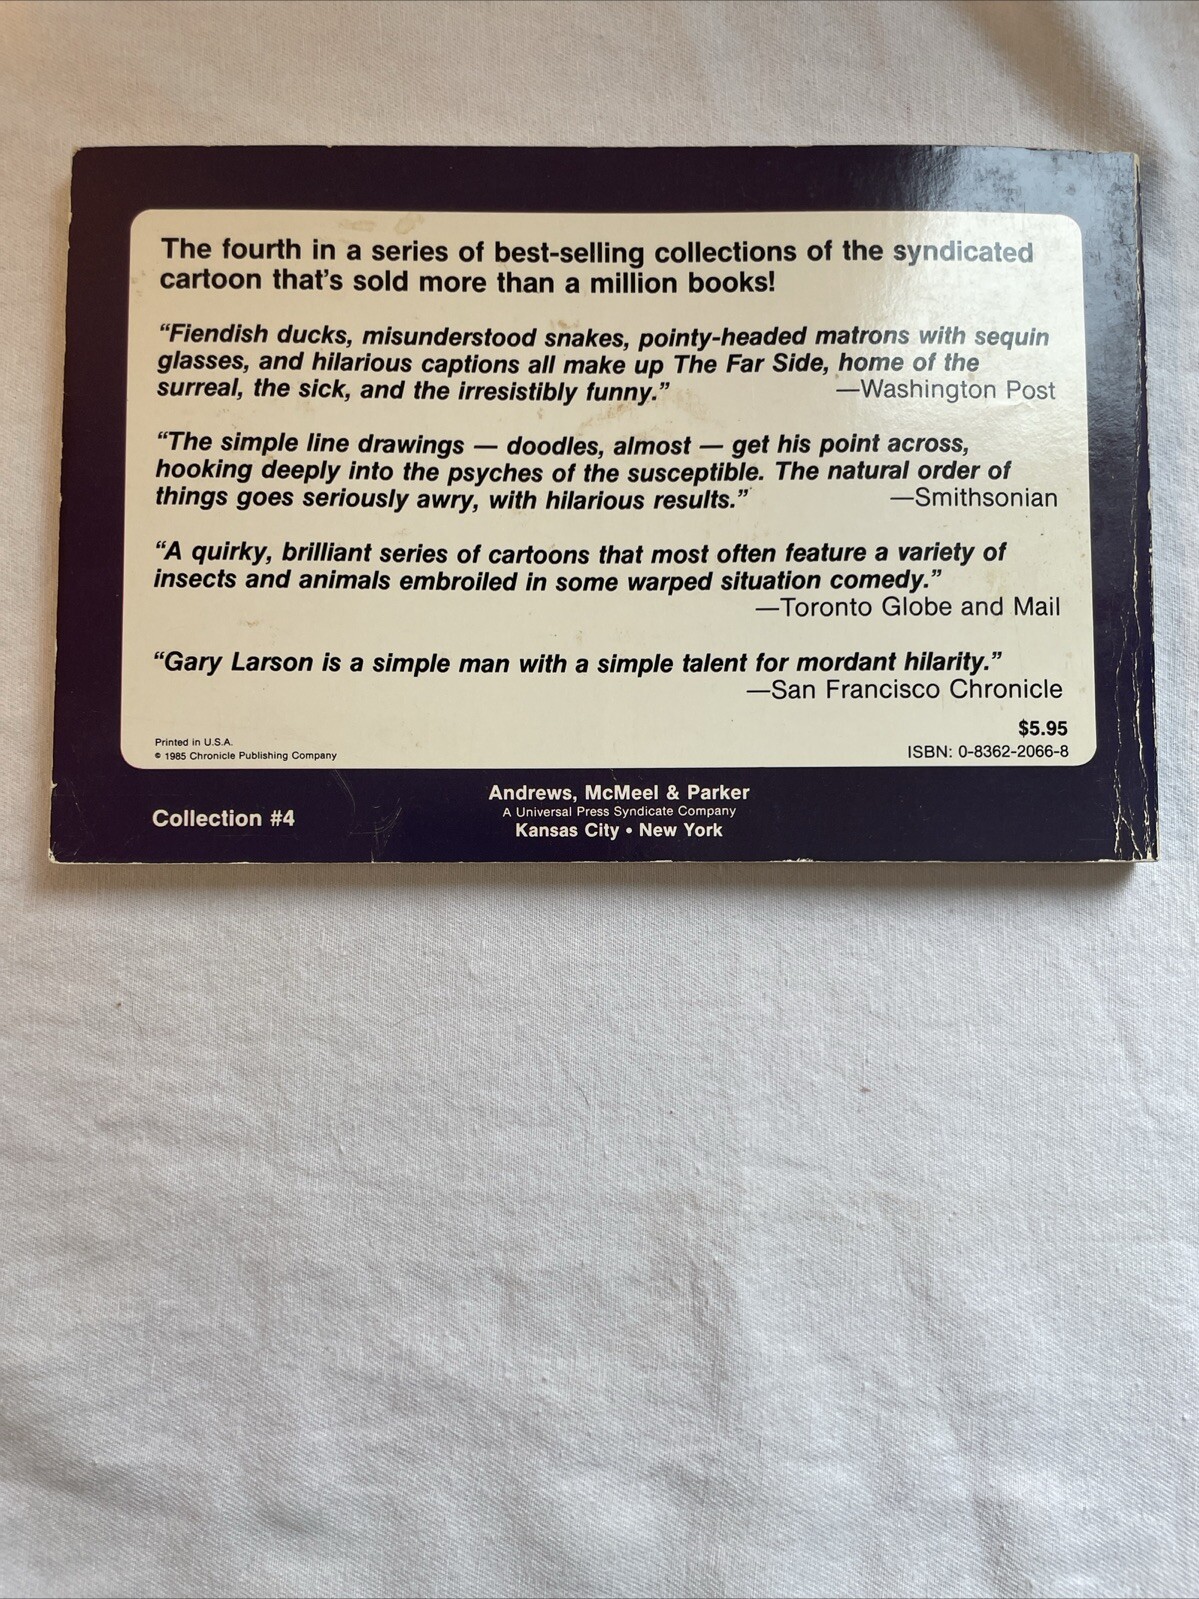 The fourth in a series of best-selling collections of the syndicated
cartoon that's sold more than a million books!
“Fiendish ducks, misunderstood snakes, pointy-headed matrons with sequin
glasses, and hilarious captions all make up The Far Side, home of the
surreal, the sick, and the irresistibly funny.” —Washington Post
“The simple line drawings — doodles, almost — get his point across,
hooking deeply into the psyches of the susceptible. The natural order of
things goes seriously awry, with hilarious results.” —Smithsonian
“A quirky, brilliant series of cartoons that most often feature a variety of
insects and animals embroiled in some warped situation comedy.”
—Toronto Globe and Mail
“Gary Larson is a simple man with a simple talent for mordant hilarity.”
—San Francisco Chronicle
$5.95
Printed in U.S.A.
© 1985 Chronicle Publishing Company
ISBN: 0-8362-2066-8
Collection #4
Andrews, McMeel & Parker
A Universal Press Syndicate Company
Kansas City • New York